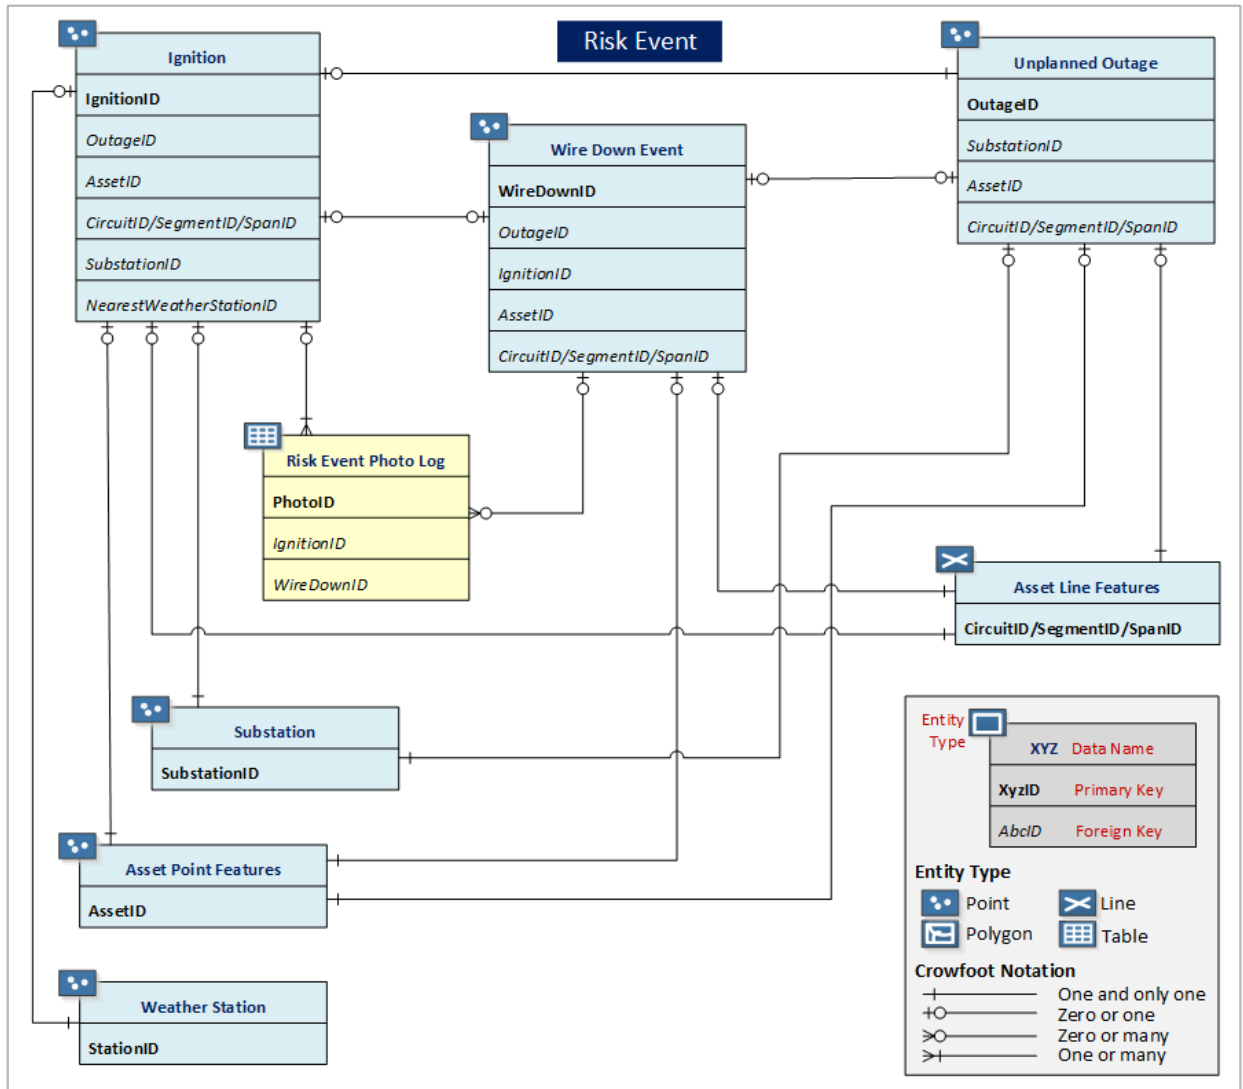 Risk Event
Ignition
IgnitionID
OutageID
AssetID
CircuitID/SegmentID/SpanID
SubstationID
NearestWeatherStationID
Wire Down Event
WireDownID
OutageID
IgnitionID
AssetID
CircuitID/SegmentID/SpanID
Unplanned Outage
OutageID
SubstationID
AssetID
CircuitID/SegmentID/SpanID
Risk Event Photo Log
PhotoID
IgnitionID
WireDownID
Asset Line Features
CircuitID/SegmentID/SpanID
Substation
SubstationID
Asset Point Features
AssetID
Weather Station
StationID
Entity
Type
XYZ Data Name
XyzID Primary Key
AbcID Foreign Key
Entity Type
Point
Line
Polygon
Table
Crowfoot Notation
One and only one
Zero or one
Zero or many
One or many